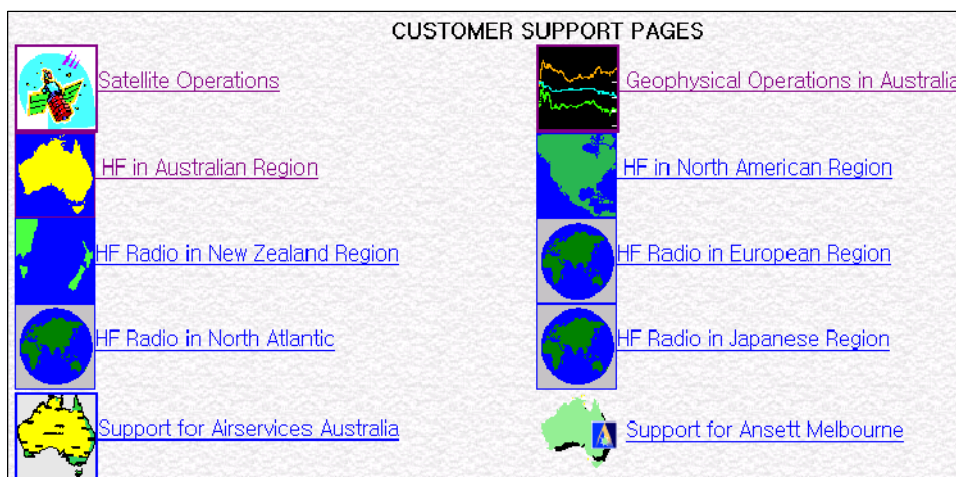 CUSTOMER SUPPORT PAGES
Satellite Operations
Geophysical Operations in Australia
HF in Australian Region
HF in North American Region
HF Radio in New Zealand Region
HF Radio in European Region
HF Radio in North Atlantic
HF Radio in Japanese Region
Support for Airservices Australia
Support for Ansett Melbourne